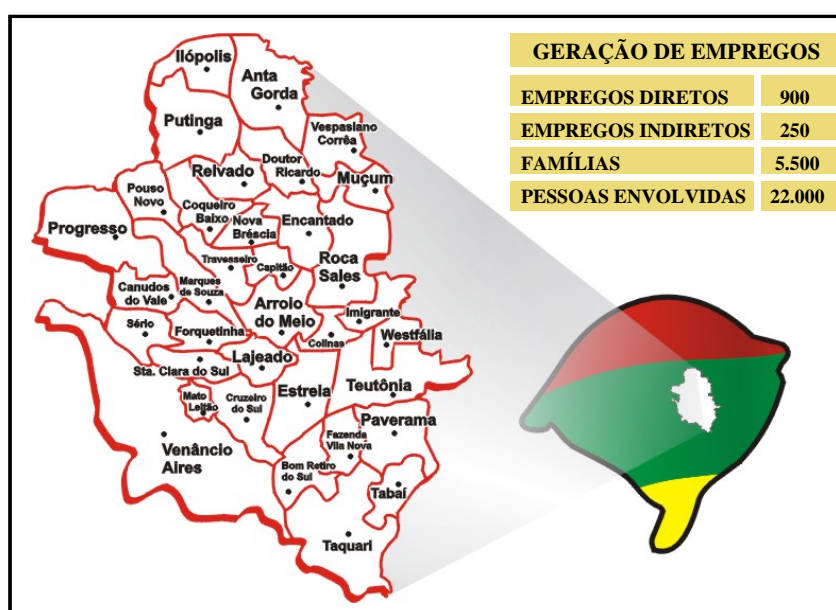 GERAÇÃO DE EMPREGOS
EMPREGOS DIRETOS 900
EMPREGOS INDIRETOS 250
FAMÍLIAS 5.500
PESSOAS ENVOLVIDAS 22.000
Ilópolis
Anta
Gorda
Putinga
Vespasiano
Corrêa
Doutor
Ricardo
Relvado
Muçum
Pouso
Novo
Coqueiro
Baixo
Nova
Bréscia
Encantado
Progresso
Travesseiro
Capitão
Roca
Sales
Canudos
do Vale
Marques
de Souza
Arroio
do Meio
Imigrante
Sério
Forquetinha
Colinas
Westfália
Sta. Clara do Sul
Lajeado
Estrela
Teutônia
Mato
Leitão
Cruzeiro
do Sul
Paverama
Fazenda
Vila Nova
Venâncio
Aires
Bom Retiro
do Sul
Tabaí
Taquari